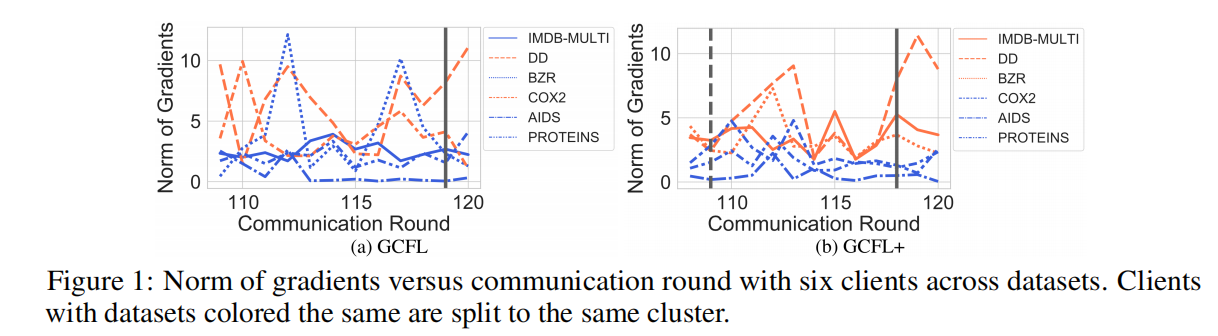 Norm of Gradients
10
5
0
110
115
120
Communication Round
(a) GCFL
IMDB-MULTI
DD
BZR
COX2
AIDS
PROTEINS
Norm of Gradients
10
5
0
110
115
120
Communication Round
(b) GCFL+
IMDB-MULTI
DD
BZR
COX2
AIDS
PROTEINS
Figure 1: Norm of gradients versus communication round with six clients across datasets. Clients
with datasets colored the same are split to the same cluster.